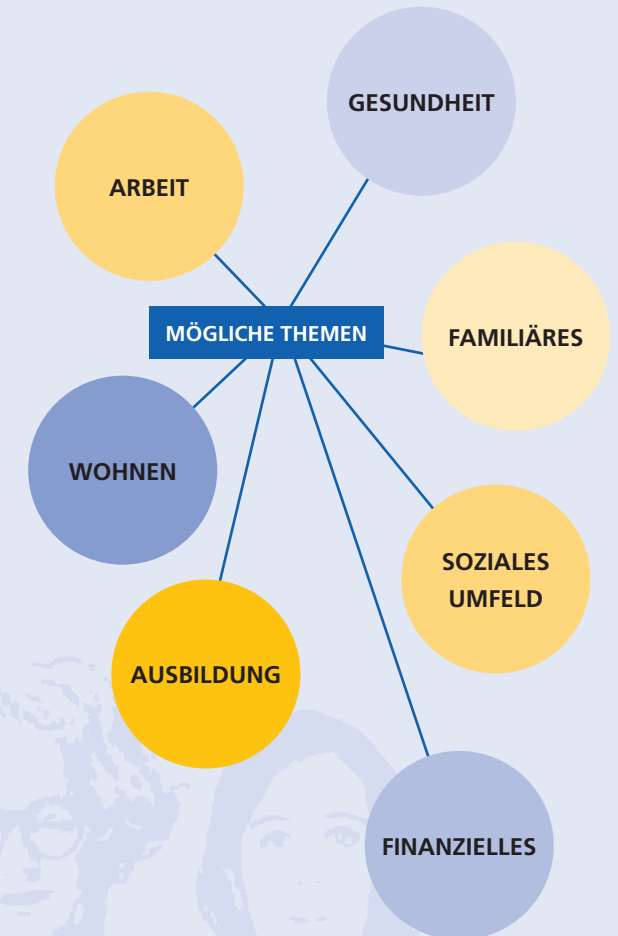 GESUNDHEIT
ARBEIT
MÖGLICHE THEMEN
FAMILIÄRES
WOHNEN
SOZIALES
UMFELD
AUSBILDUNG
FINANZIELLES